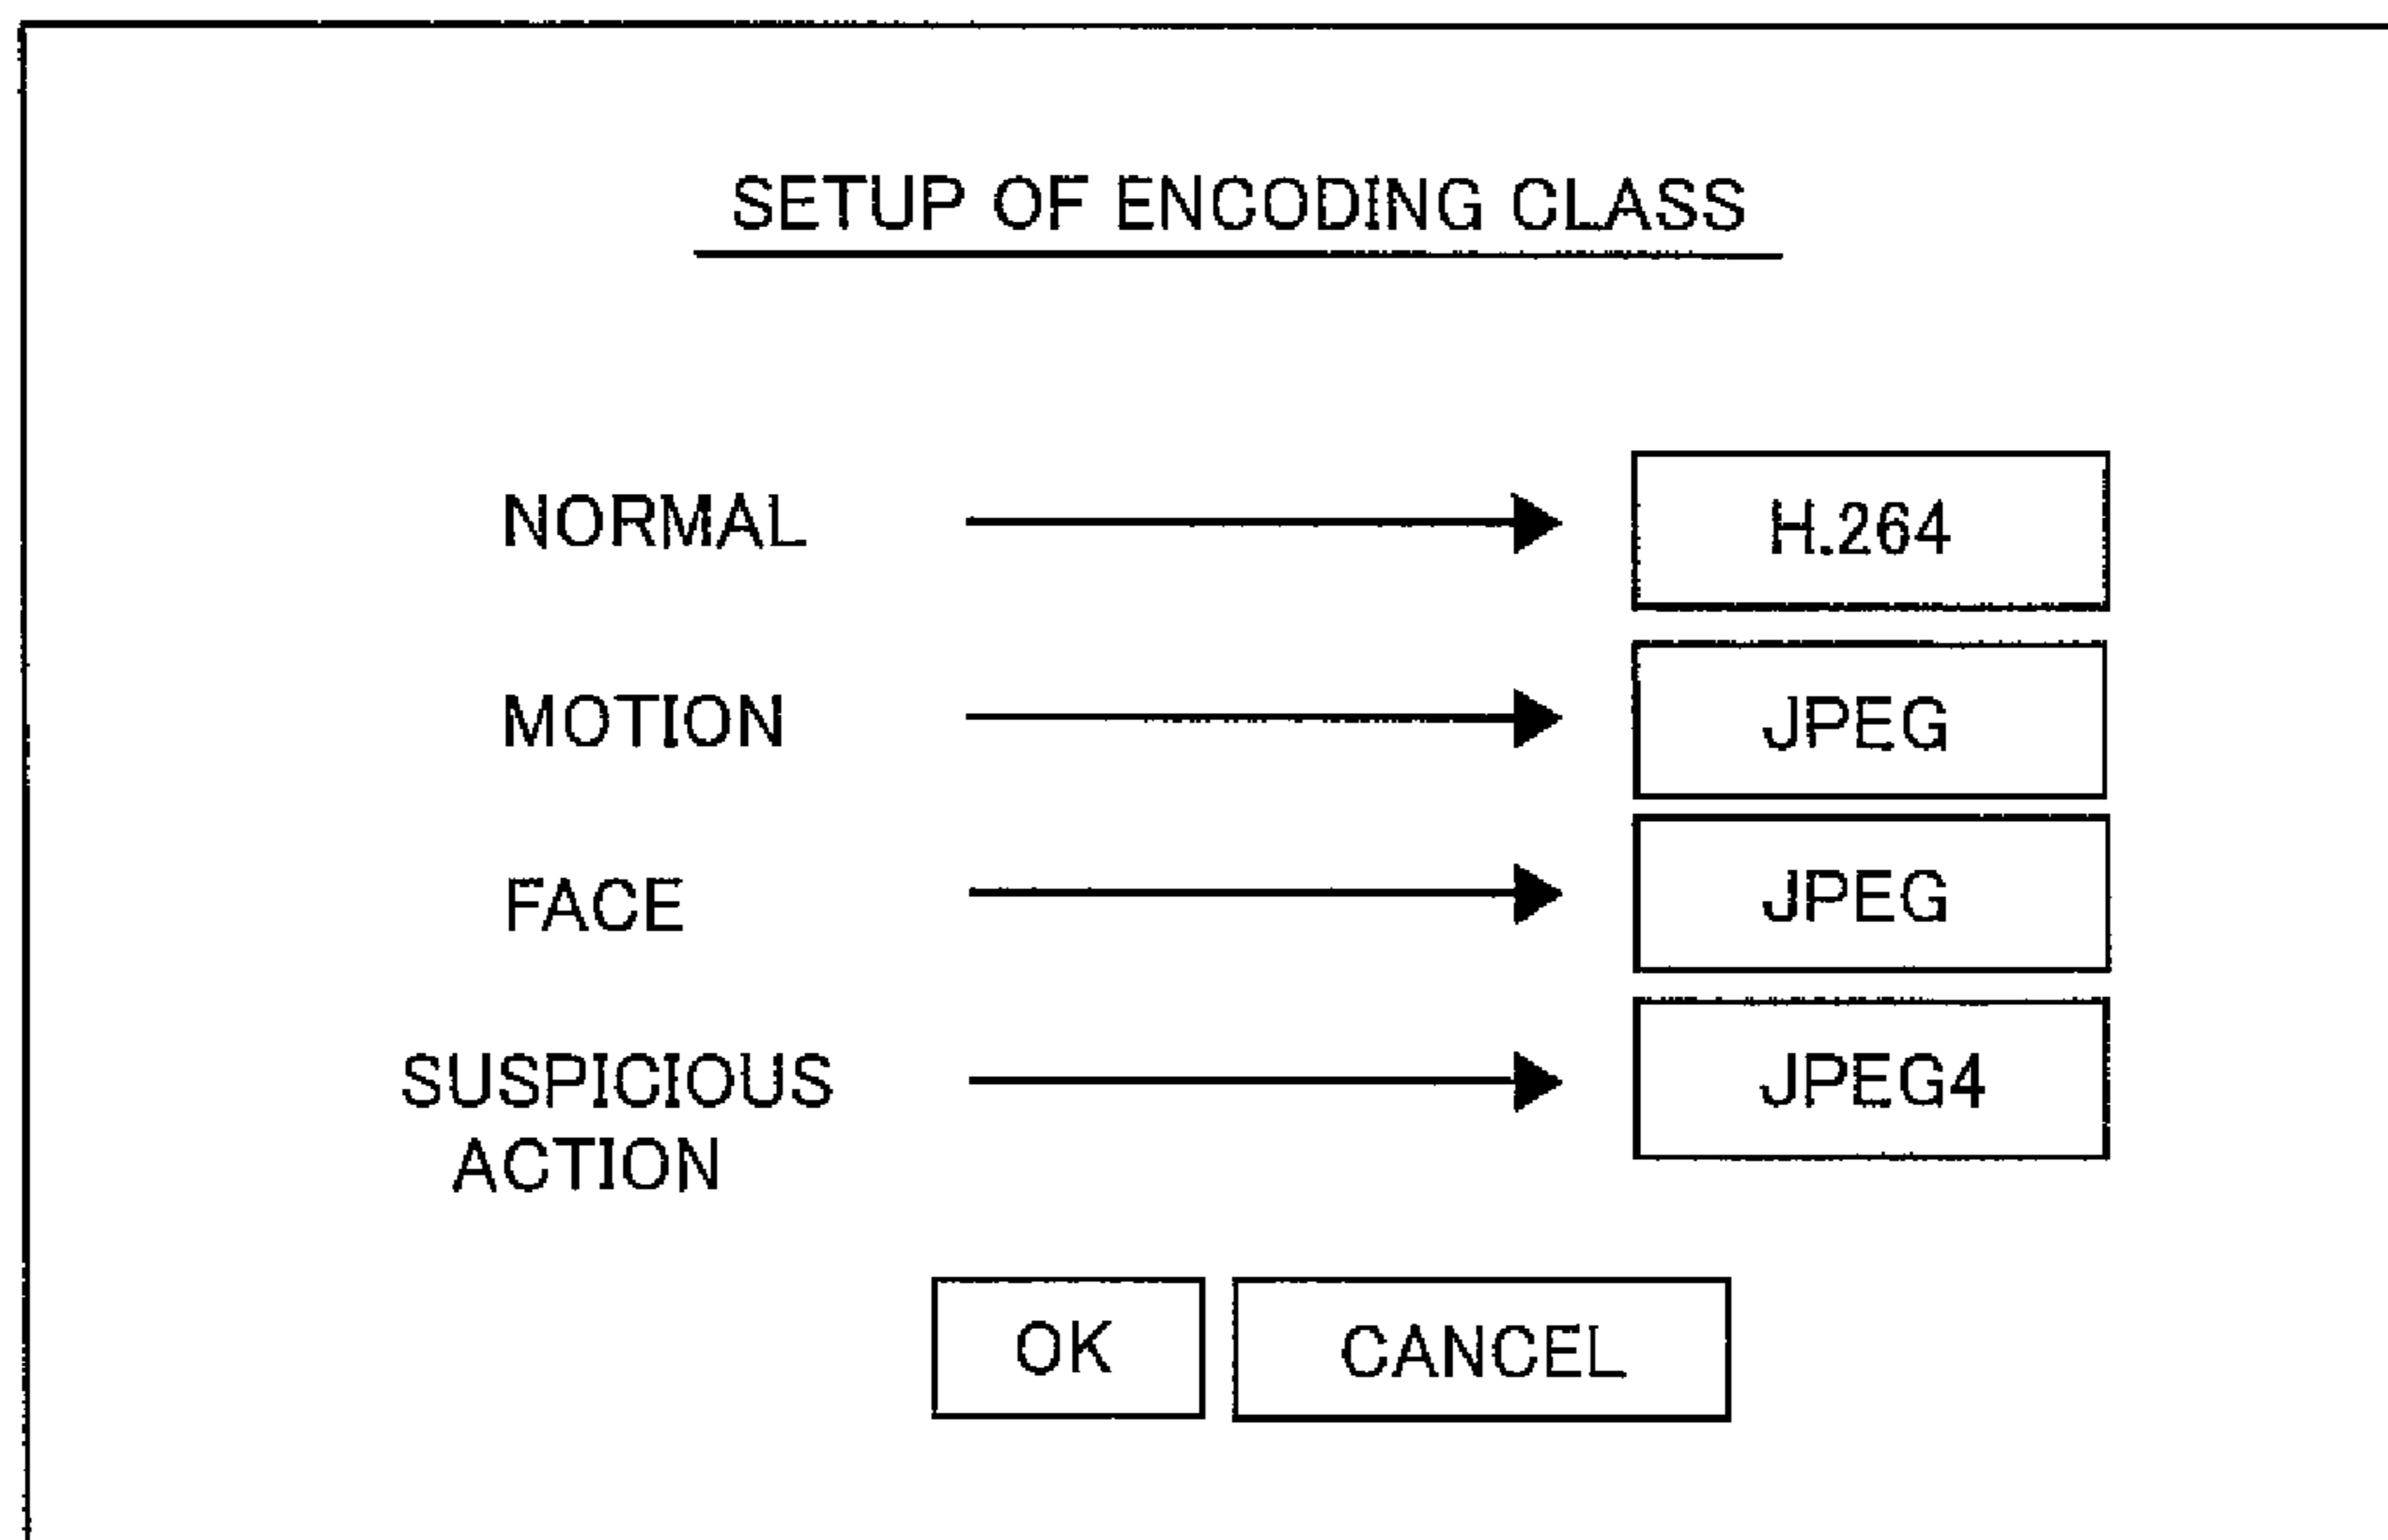 SETUP OF ENCODING CLASS
NORMAL
H.264
MOTION
JPEG
FACE
JPEG
SUSPICIOUS
ACTION
JPEG4
OK
CANCEL